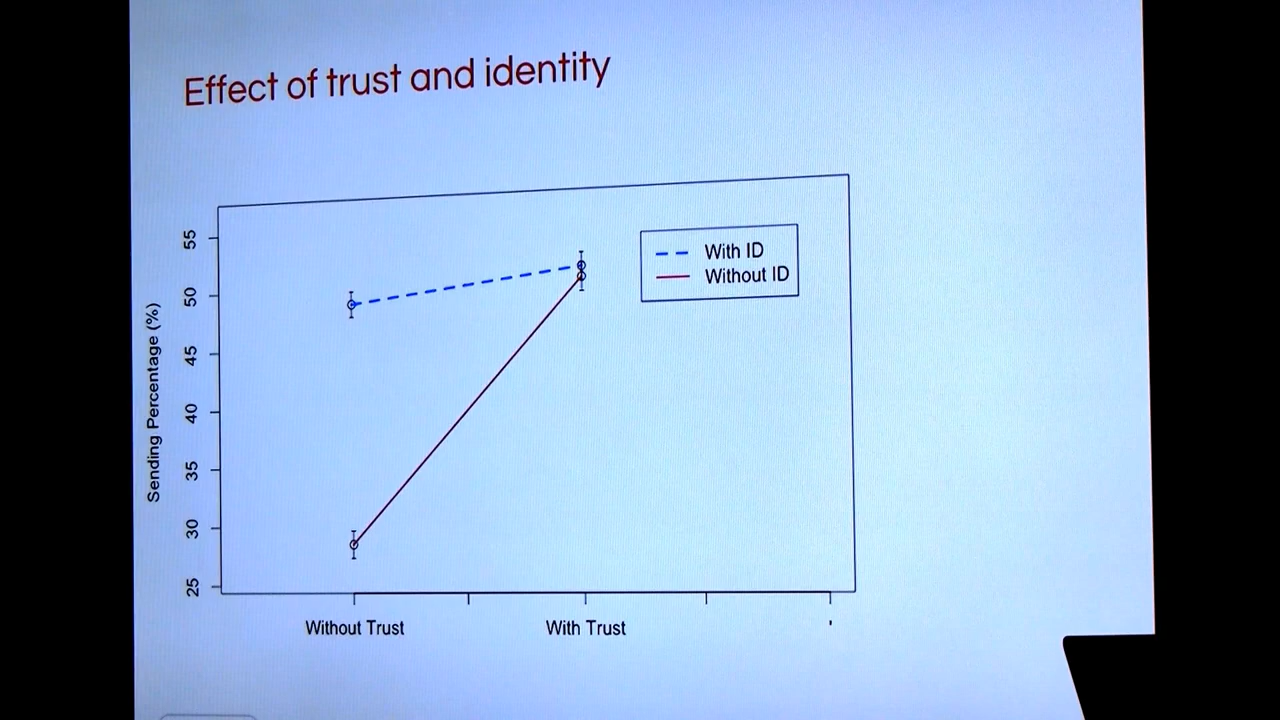 Effect of trust and identity
With ID
Without ID
Sending Percentage (%)
55
50
45
40
35
30
25
Without Trust
With Trust